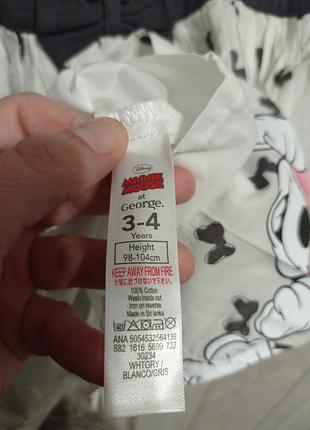 Disney
MINNIE
MOUSE
at
George.
3-4
Years
Height
98-104cm
KEEP AWAY FROM FIRE
100% Cotton
Wash inside out
Iron on reverse
Made in Sri lanka
40
ANA 5054532564139
882 1616 5699 722
30234
WHTGRY /
BLANCO/GRIS